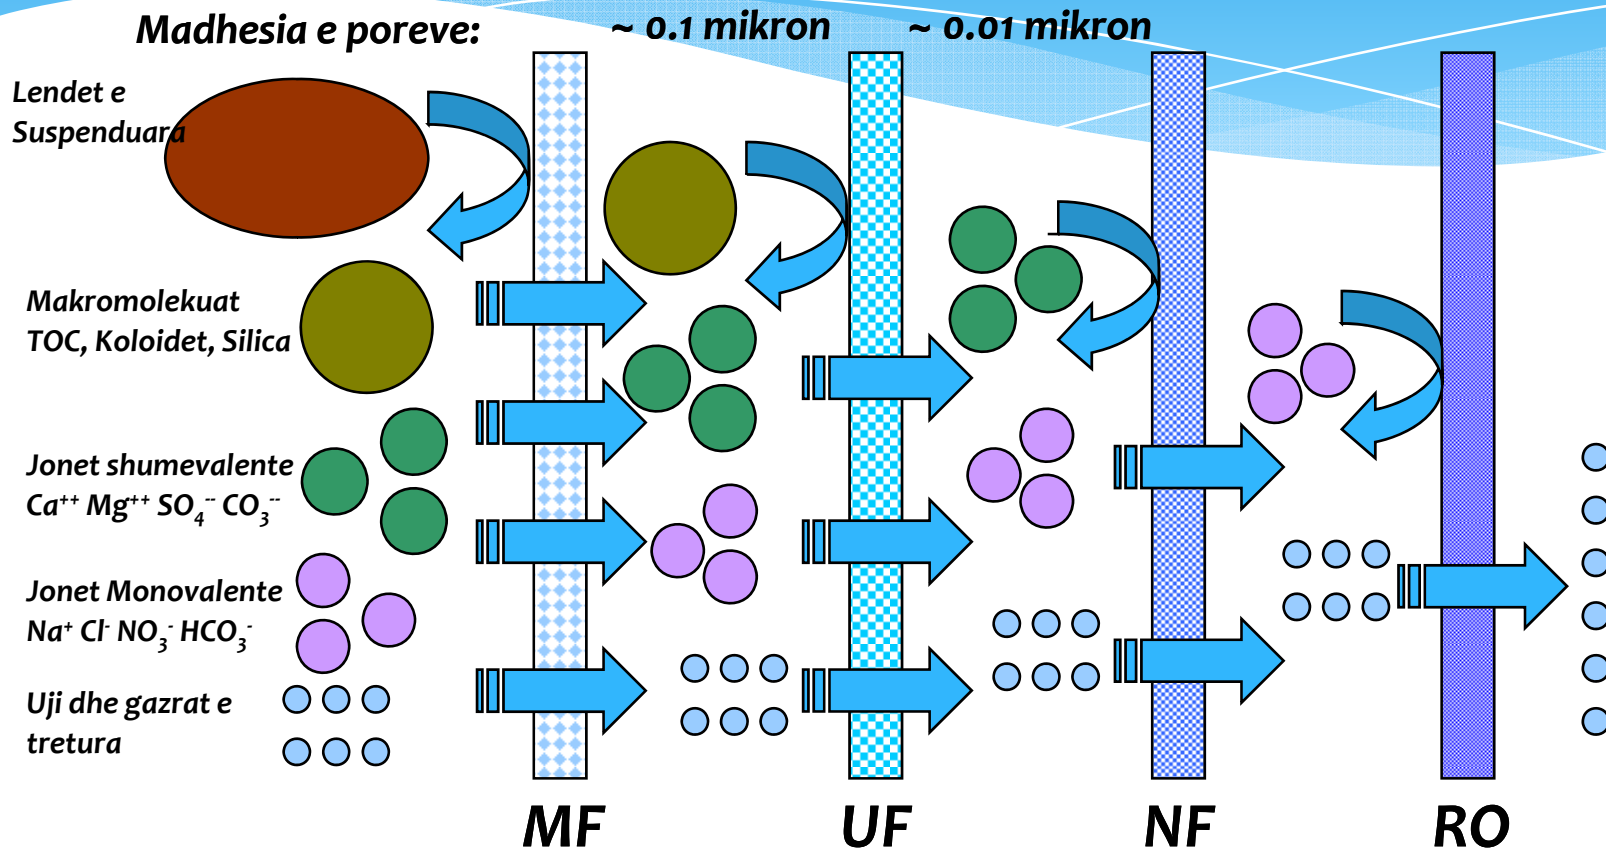 Madhesia e poreve: ~ 0.1 mikron ~ 0.01 mikron
Lendet e
Suspenduara
Makromolekuat
TOC, Koloidet, Silica
Jonet shumevalente
Ca⁺⁺ Mg⁺⁺ SO₄⁻⁻ CO₃⁻⁻
Jonet Monovalente
Na⁺ Cl⁻ NO₃⁻ HCO₃⁻
Uji dhe gazrat e
tretura
MF UF NF RO